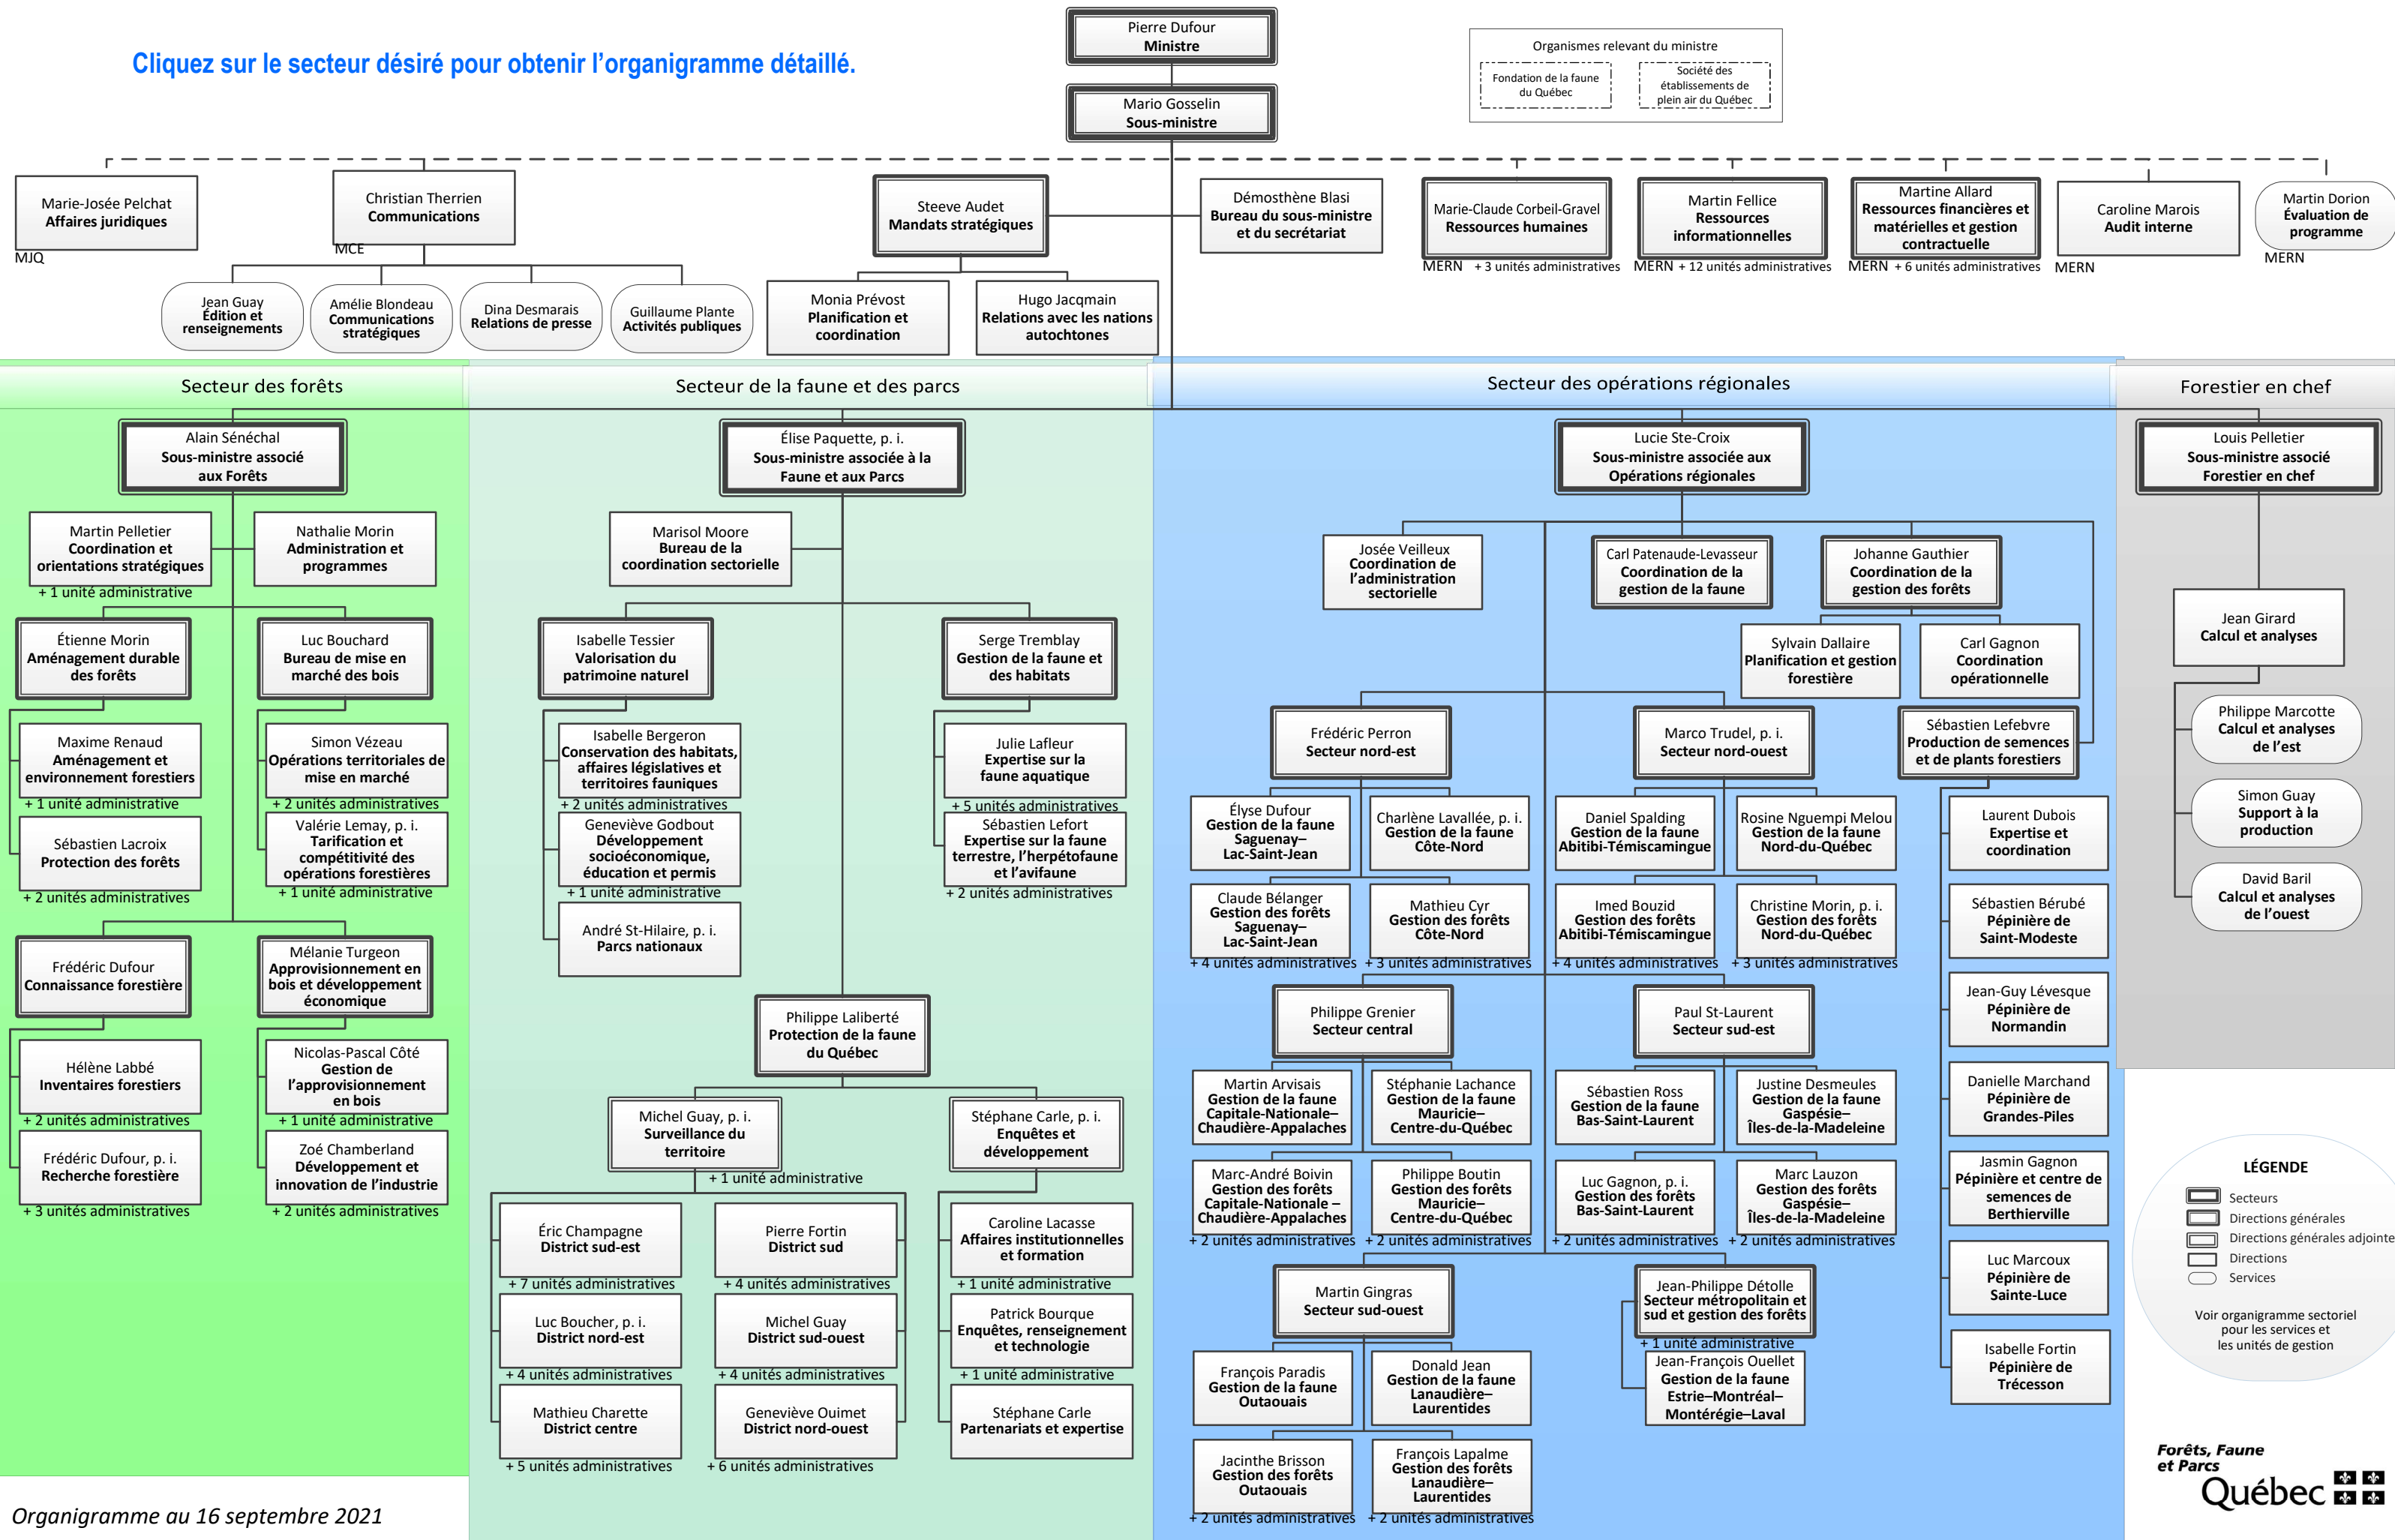 Cliquez sur le secteur désiré pour obtenir l’organigramme détaillé.
Pierre Dufour
Ministre
Mario Gosselin
Sous-ministre
Organismes relevant du ministre
Fondation de la faune
du Québec
Société des
établissements de
plein air du Québec
Marie-Josée Pelchat
Affaires juridiques
MJQ
Christian Therrien
Communications
MCE
Steeve Audet
Mandats stratégiques
Démosthène Blasi
Bureau du sous-ministre
et du secrétariat
Marie-Claude Corbeil-Gravel
Ressources humaines
MERN + 3 unités administratives
Martin Fellice
Ressources
informationnelles
MERN + 12 unités administratives
Martine Allard
Ressources financières et
matérielles et gestion
contractuelle
MERN + 6 unités administratives
Caroline Marois
Audit interne
MERN
Martin Dorion
Évaluation de
programme
MERN
Jean Guay
Édition et
renseignements
Amélie Blondeau
Communications
stratégiques
Dina Desmarais
Relations de presse
Guillaume Plante
Activités publiques
Monia Prévost
Planification et
coordination
Hugo Jacqmain
Relations avec les nations
autochtones
Secteur des forêts
Alain Sénéchal
Sous-ministre associé
aux Forêts
Martin Pelletier
Coordination et
orientations stratégiques
+ 1 unité administrative
Nathalie Morin
Administration et
programmes
Étienne Morin
Aménagement durable
des forêts
Luc Bouchard
Bureau de mise en
marché des bois
Maxime Renaud
Aménagement et
environnement forestiers
+ 1 unité administrative
Simon Vézeau
Opérations territoriales de
mise en marché
+ 2 unités administratives
Sébastien Lacroix
Protection des forêts
+ 2 unités administratives
Valérie Lemay, p. i.
Tarification et
compétitivité des
opérations forestières
+ 1 unité administrative
Frédéric Dufour
Connaissance forestière
Mélanie Turgeon
Approvisionnement en
bois et développement
économique
Hélène Labbé
Inventaires forestiers
+ 2 unités administratives
Nicolas-Pascal Côté
Gestion de
l’approvisionnement
en bois
+ 1 unité administrative
Frédéric Dufour, p. i.
Recherche forestière
+ 3 unités administratives
Zoé Chamberland
Développement et
innovation de l’industrie
+ 2 unités administratives
Secteur de la faune et des parcs
Élise Paquette, p. i.
Sous-ministre associée à la
Faune et aux Parcs
Marisol Moore
Bureau de la
coordination sectorielle
Isabelle Tessier
Valorisation du
patrimoine naturel
Serge Tremblay
Gestion de la faune et
des habitats
Isabelle Bergeron
Conservation des habitats,
affaires législatives et
territoires fauniques
+ 2 unités administratives
Julie Lafleur
Expertise sur la
faune aquatique
+ 5 unités administratives
Geneviève Godbout
Développement
socioéconomique,
éducation et permis
+ 1 unité administrative
Sébastien Lefort
Expertise sur la faune
terrestre, l’herpétofaune
et l’avifaune
+ 2 unités administratives
André St-Hilaire, p. i.
Parcs nationaux
Philippe Laliberté
Protection de la faune
du Québec
Michel Guay, p. i.
Surveillance du
territoire
+ 1 unité administrative
Stéphane Carle, p. i.
Enquêtes et
développement
Éric Champagne
District sud-est
+ 7 unités administratives
Pierre Fortin
District sud
+ 4 unités administratives
Caroline Lacasse
Affaires institutionnelles
et formation
+ 1 unité administrative
Luc Boucher, p. i.
District nord-est
+ 4 unités administratives
Michel Guay
District sud-ouest
+ 4 unités administratives
Patrick Bourque
Enquêtes, renseignement
et technologie
+ 1 unité administrative
Mathieu Charette
District centre
+ 5 unités administratives
Geneviève Ouimet
District nord-ouest
+ 6 unités administratives
Stéphane Carle
Partenariats et expertise
Secteur des opérations régionales
Lucie Ste-Croix
Sous-ministre associée aux
Opérations régionales
Josée Veilleux
Coordination de
l’administration
sectorielle
Carl Patenaude-Levasseur
Coordination de la
gestion de la faune
Johanne Gauthier
Coordination de la
gestion des forêts
Sylvain Dallaire
Planification et gestion
forestière
Carl Gagnon
Coordination
opérationnelle
Frédéric Perron
Secteur nord-est
Marco Trudel, p. i.
Secteur nord-ouest
Sébastien Lefebvre
Production de semences
et de plants forestiers
Élyse Dufour
Gestion de la faune
Saguenay–
Lac-Saint-Jean
Charlène Lavallée, p. i.
Gestion de la faune
Côte-Nord
Daniel Spalding
Gestion de la faune
Abitibi-Témiscamingue
Rosine Nguempi Melou
Gestion de la faune
Nord-du-Québec
Laurent Dubois
Expertise et
coordination
Claude Bélanger
Gestion des forêts
Saguenay–
Lac-Saint-Jean
+ 4 unités administratives
Mathieu Cyr
Gestion des forêts
Côte-Nord
+ 3 unités administratives
Imed Bouzid
Gestion des forêts
Abitibi-Témiscamingue
+ 4 unités administratives
Christine Morin, p. i.
Gestion des forêts
Nord-du-Québec
+ 3 unités administratives
Sébastien Bérubé
Pépinière de
Saint-Modeste
Philippe Grenier
Secteur central
Paul St-Laurent
Secteur sud-est
Jean-Guy Lévesque
Pépinière de
Normandin
Martin Arvisais
Gestion de la faune
Capitale-Nationale–
Chaudière-Appalaches
Stéphanie Lachance
Gestion de la faune
Mauricie–
Centre-du-Québec
Sébastien Ross
Gestion de la faune
Bas-Saint-Laurent
Justine Desmeules
Gestion de la faune
Gaspésie–
Îles-de-la-Madeleine
Danielle Marchand
Pépinière de
Grandes-Piles
Marc-André Boivin
Gestion des forêts
Capitale-Nationale –
Chaudière-Appalaches
+ 2 unités administratives
Philippe Boutin
Gestion des forêts
Mauricie–
Centre-du-Québec
+ 2 unités administratives
Luc Gagnon, p. i.
Gestion des forêts
Bas-Saint-Laurent
+ 2 unités administratives
Marc Lauzon
Gestion des forêts
Gaspésie–
Îles-de-la-Madeleine
+ 2 unités administratives
Jasmin Gagnon
Pépinière et centre de
semences de
Berthierville
Martin Gingras
Secteur sud-ouest
Jean-Philippe Détolle
Secteur métropolitain et
sud et gestion des forêts
+ 1 unité administrative
Luc Marcoux
Pépinière de
Sainte-Luce
François Paradis
Gestion de la faune
Outaouais
Donald Jean
Gestion de la faune
Lanaudière–
Laurentides
Jean-François Ouellet
Gestion de la faune
Estrie–Montréal–
Montérégie–Laval
Isabelle Fortin
Pépinière de
Trécesson
Jacinthe Brisson
Gestion des forêts
Outaouais
+ 2 unités administratives
François Lapalme
Gestion des forêts
Lanaudière–
Laurentides
+ 2 unités administratives
Forestier en chef
Louis Pelletier
Sous-ministre associé
Forestier en chef
Jean Girard
Calcul et analyses
Philippe Marcotte
Calcul et analyses
de l’est
Simon Guay
Support à la
production
David Baril
Calcul et analyses
de l’ouest
LÉGENDE
Secteurs
Directions générales
Directions générales adjointe
Directions
Services
Voir organigramme sectoriel
pour les services et
les unités de gestion
Organigramme au 16 septembre 2021
Forêts, Faune
et Parcs
Québec